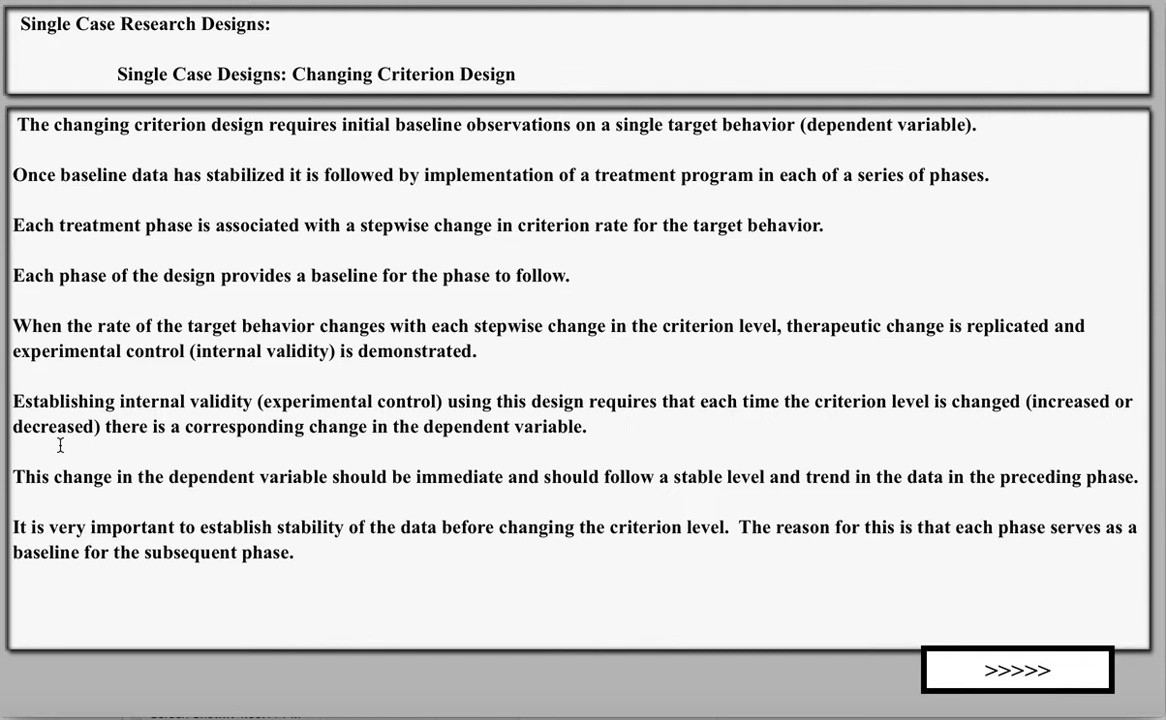 Single Case Research Designs:
Single Case Designs: Changing Criterion Design
The changing criterion design requires initial baseline observations on a single target behavior (dependent variable).
Once baseline data has stabilized it is followed by implementation of a treatment program in each of a series of phases.
Each treatment phase is associated with a stepwise change in criterion rate for the target behavior.
Each phase of the design provides a baseline for the phase to follow.
When the rate of the target behavior changes with each stepwise change in the criterion level, therapeutic change is replicated and
experimental control (internal validity) is demonstrated.
Establishing internal validity (experimental control) using this design requires that each time the criterion level is changed (increased or
decreased) there is a corresponding change in the dependent variable.
This change in the dependent variable should be immediate and should follow a stable level and trend in the data in the preceding phase.
It is very important to establish stability of the data before changing the criterion level.  The reason for this is that each phase serves as a
baseline for the subsequent phase.
>>>>>